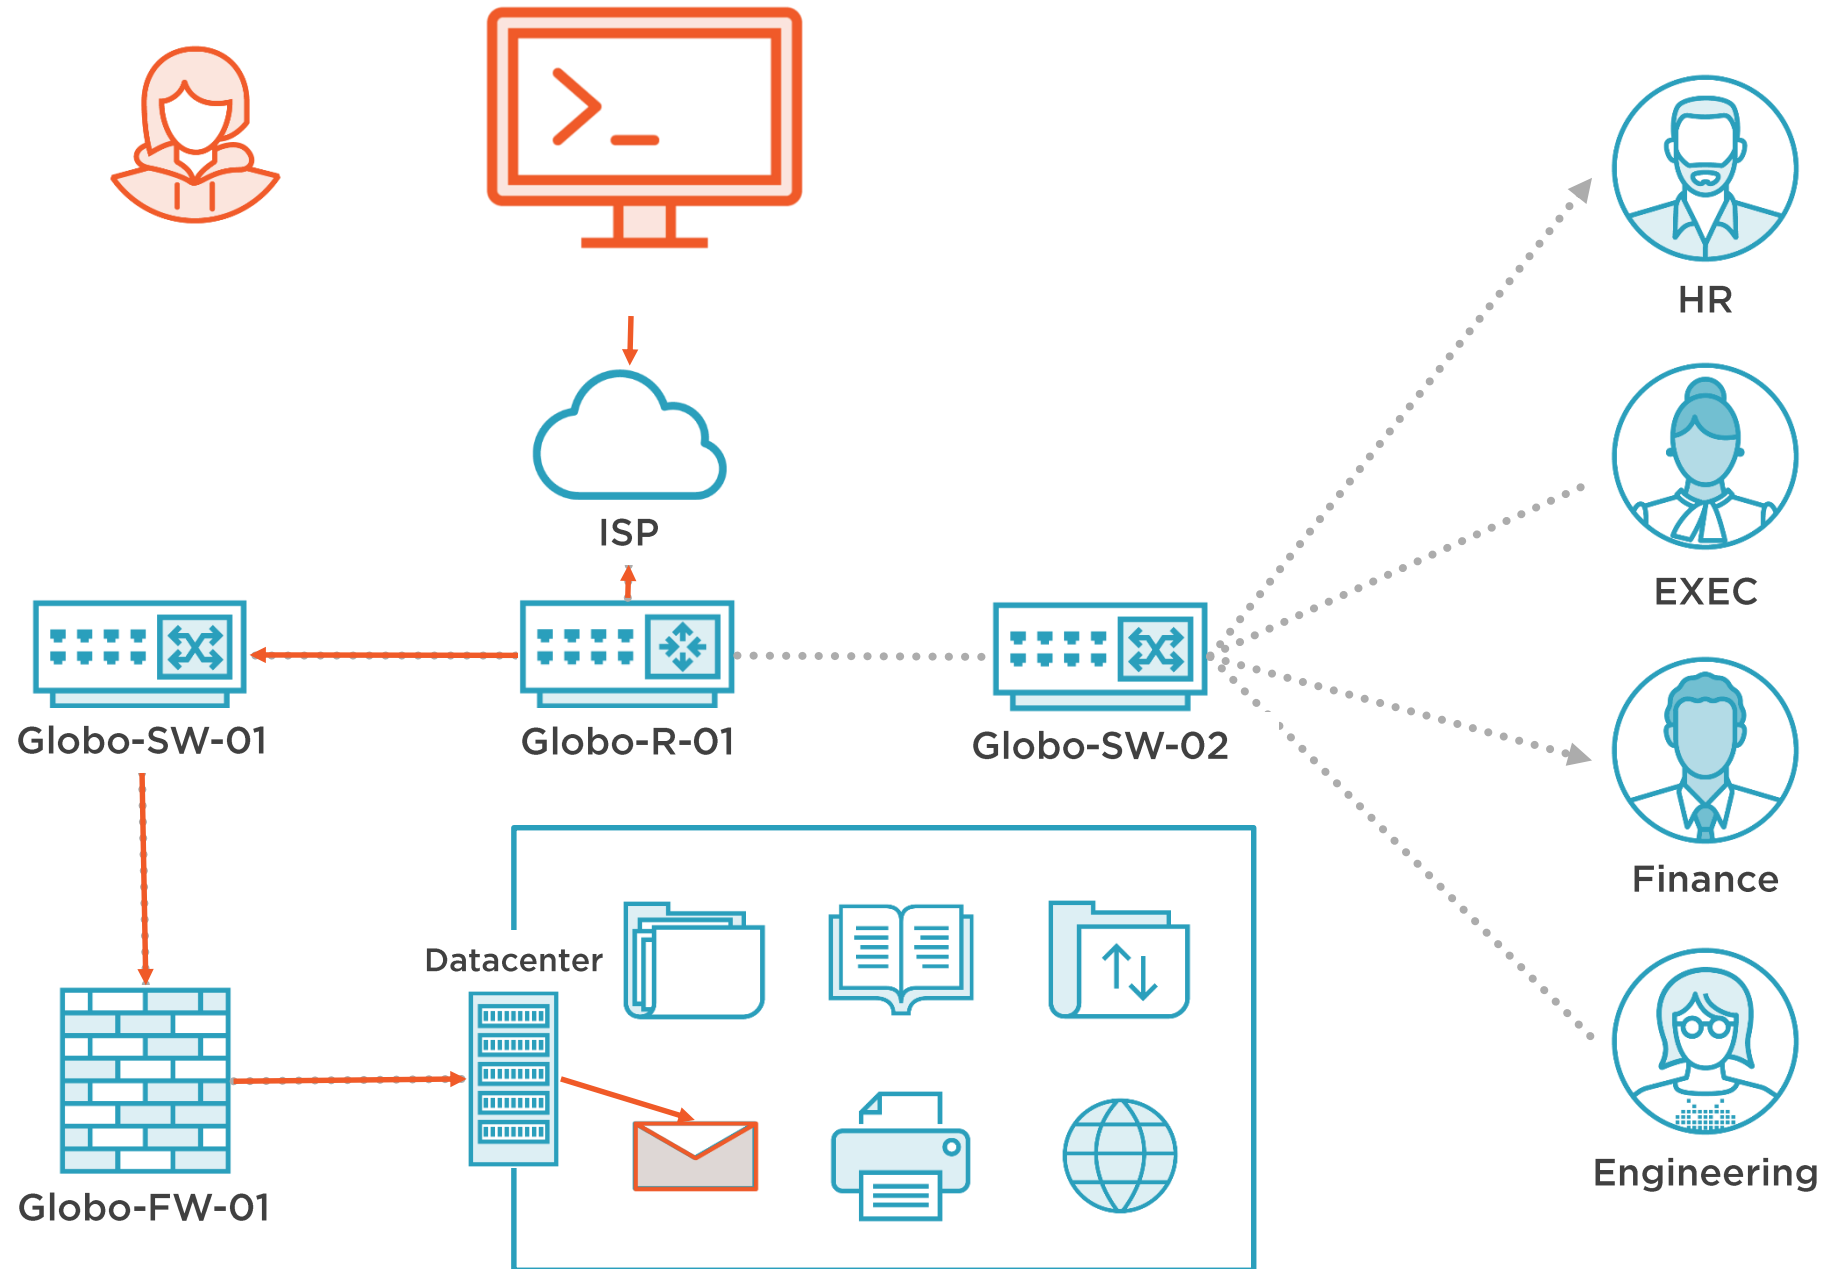 HR
ISP
EXEC
Globo-SW-01
Globo-R-01
Globo-SW-02
Finance
Datacenter
Engineering
Globo-FW-01